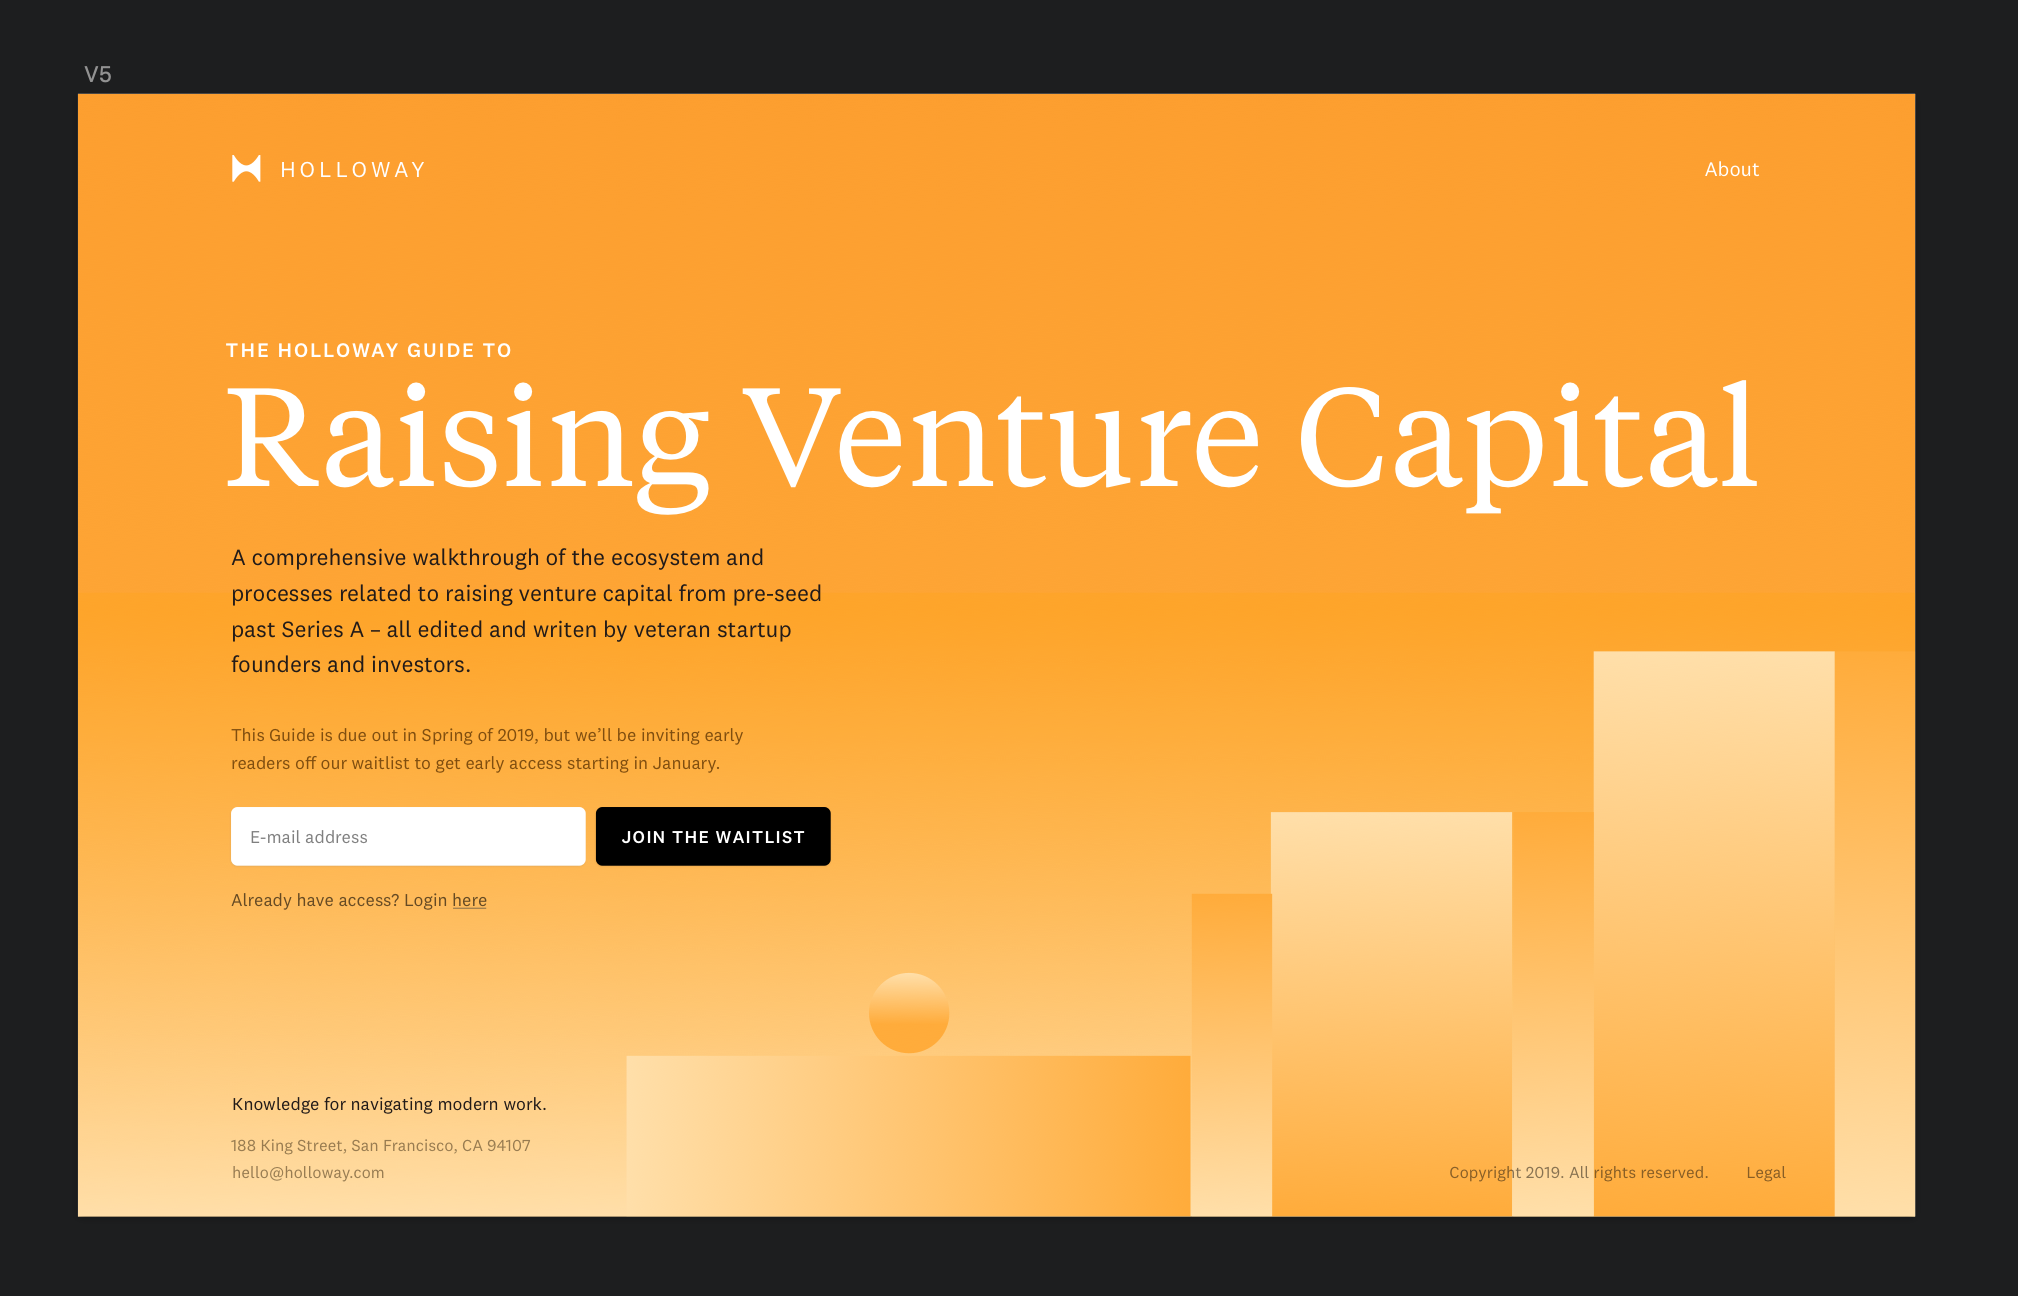 V5
HOLLOWAY
About
THE HOLLOWAY GUIDE TO
Raising Venture Capital
A comprehensive walkthrough of the ecosystem and
processes related to raising venture capital from pre-seed
past Series A – all edited and writen by veteran startup
founders and investors.
This Guide is due out in Spring of 2019, but we’ll be inviting early
readers off our waitlist to get early access starting in January.
E-mail address
JOIN THE WAITLIST
Already have access? Login here
Knowledge for navigating modern work.
188 King Street, San Francisco, CA 94107
hello@holloway.com
Copyright 2019. All rights reserved.
Legal